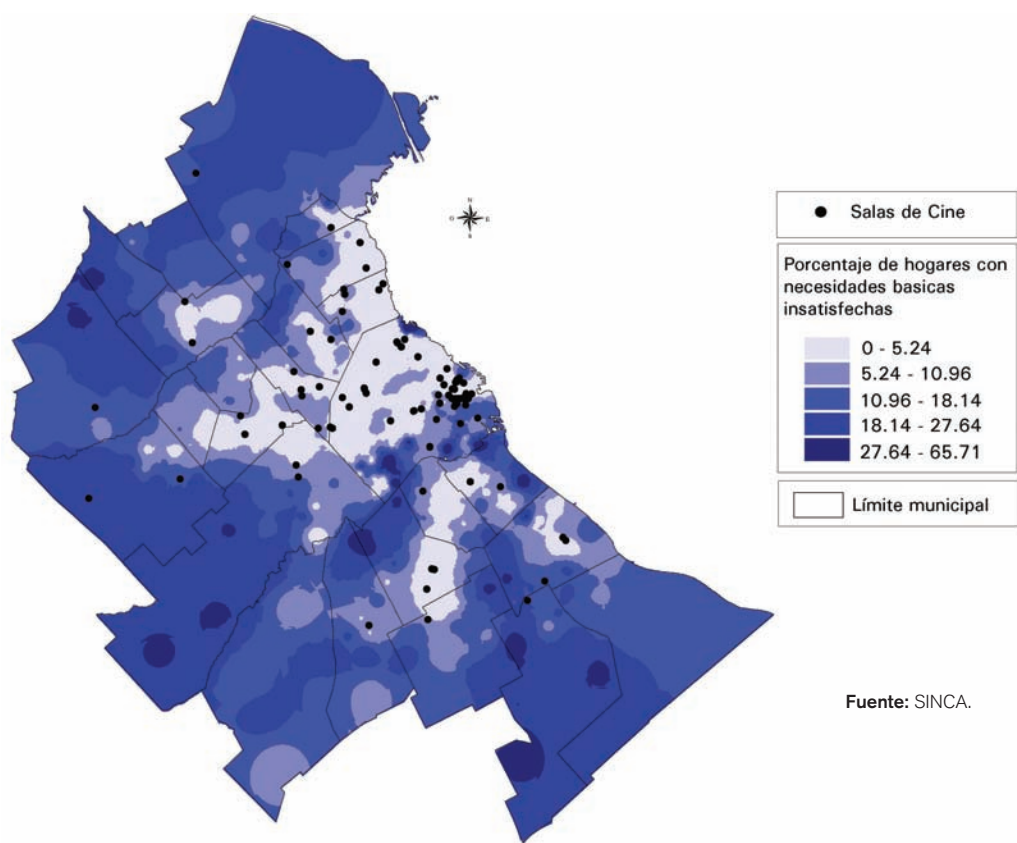 N
O
E
S
Salas de Cine
Porcentaje de hogares con
necesidades basicas
insatisfechas
0 - 5.24
5.24 - 10.96
10.96 - 18.14
18.14 - 27.64
27.64 - 65.71
Límite municipal
Fuente: SINCA.